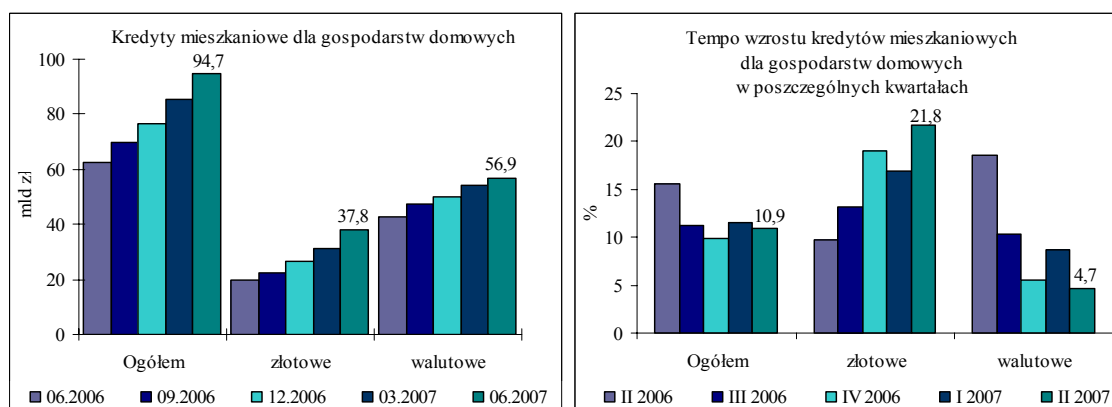 Kredyty mieszkaniowe dla gospodarstw domowych
mld zł
100
80
60
40
20
0
94,7
37,8
56,9
Ogółem złotowe walutowe
06.2006 09.2006 12.2006 03.2007 06.2007
Tempo wzrostu kredytów mieszkaniowych
dla gospodarstw domowych
w poszczególnych kwartałach
%
25
20
15
10
5
0
10,9
21,8
4,7
Ogółem złotowe walutowe
II 2006 III 2006 IV 2006 I 2007 II 2007